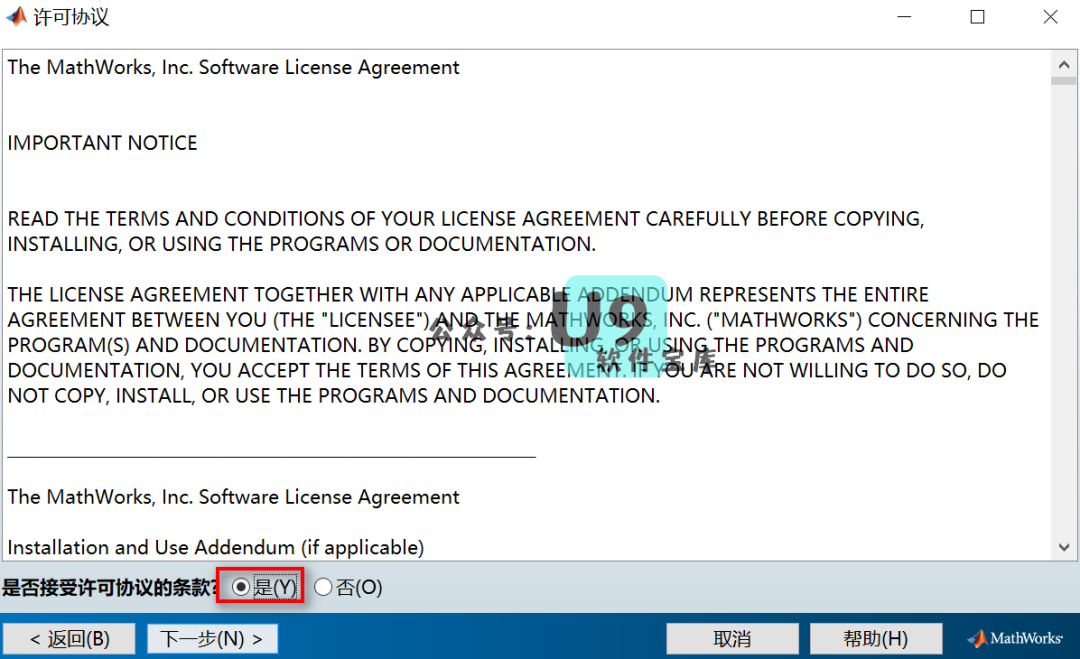 许可协议
The MathWorks, Inc. Software License Agreement
IMPORTANT NOTICE
READ THE TERMS AND CONDITIONS OF YOUR LICENSE AGREEMENT CAREFULLY BEFORE COPYING,
INSTALLING, OR USING THE PROGRAMS OR DOCUMENTATION.
THE LICENSE AGREEMENT TOGETHER WITH ANY APPLICABLE ADDENDUM REPRESENTS THE ENTIRE
AGREEMENT BETWEEN YOU (THE "LICENSEE") AND THE MATHWORKS, INC. ("MATHWORKS") CONCERNING THE
PROGRAM(S) AND DOCUMENTATION. BY COPYING, INSTALLING, OR USING THE PROGRAMS AND
DOCUMENTATION, YOU ACCEPT THE TERMS OF THIS AGREEMENT. IF YOU ARE NOT WILLING TO DO SO, DO
NOT COPY, INSTALL, OR USE THE PROGRAMS AND DOCUMENTATION.
公众号：U9
软件宝库
The MathWorks, Inc. Software License Agreement
Installation and Use Addendum (if applicable)
是否接受许可协议的条款? 是(Y) 否(O)
< 返回(B) 下一步(N) > 取消 帮助(H) MathWorks